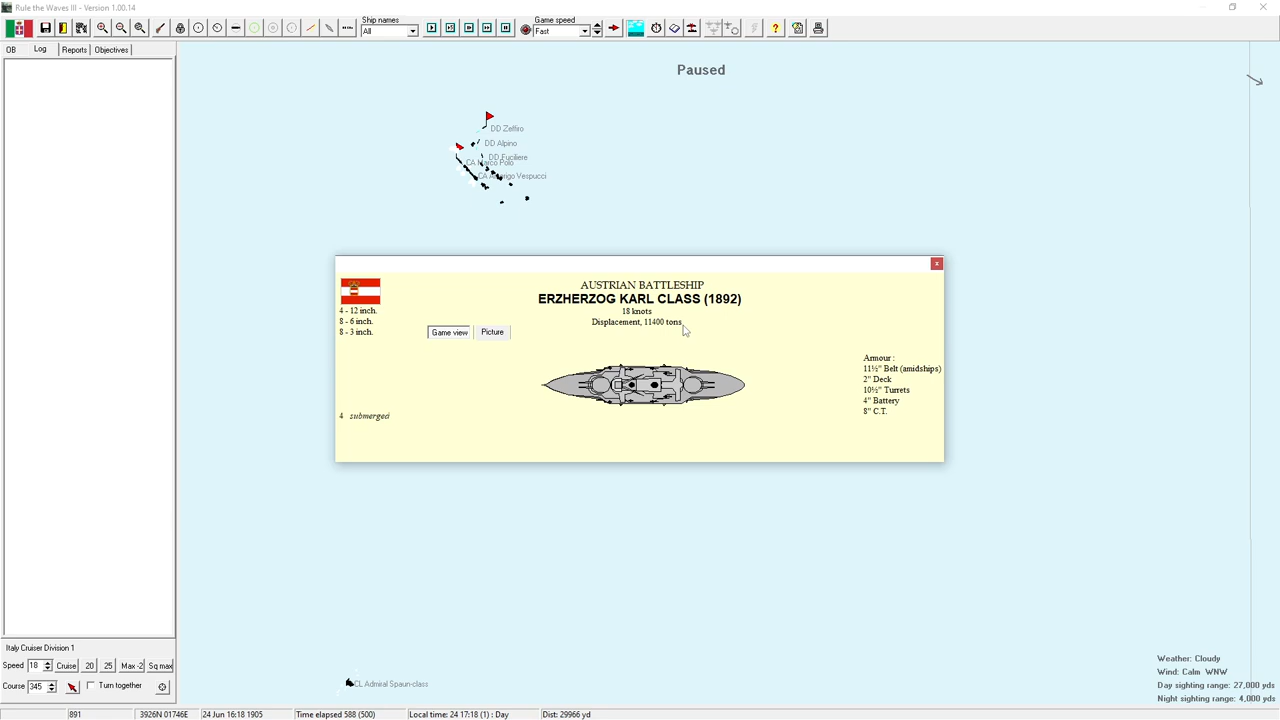 Rule the Waves III - Version 1.00.14
Ship names
All
Game speed
Fast
OB
Log
Reports
Objectives
Paused
DD Zeffiro
DD Alpino
DD Fuciliere
CA Marco Polo
CA Amerigo Vespucci
x
AUSTRIAN BATTLESHIP
ERZHERZOG KARL CLASS (1892)
18 knots
Displacement, 11400 tons
4 - 12 inch.
8 - 6 inch.
8 - 3 inch.
Game view
Picture
Armour :
11½" Belt (amidships)
2" Deck
10½" Turrets
4" Battery
8" C.T.
4 submerged
CL Admiral Spaun-class
Italy Cruiser Division 1
Speed 18 Cruise 20 25 Max -2 Sq max
Course 345 Turn together
Weather: Cloudy
Wind: Calm WNW
Day sighting range: 27,000 yds
Night sighting range: 4,000 yds
891
3926N 01746E
24 Jun 16:18 1905
Time elapsed 588 (500)
Local time: 24 17:18 (1) : Day
Dist: 29966 yd